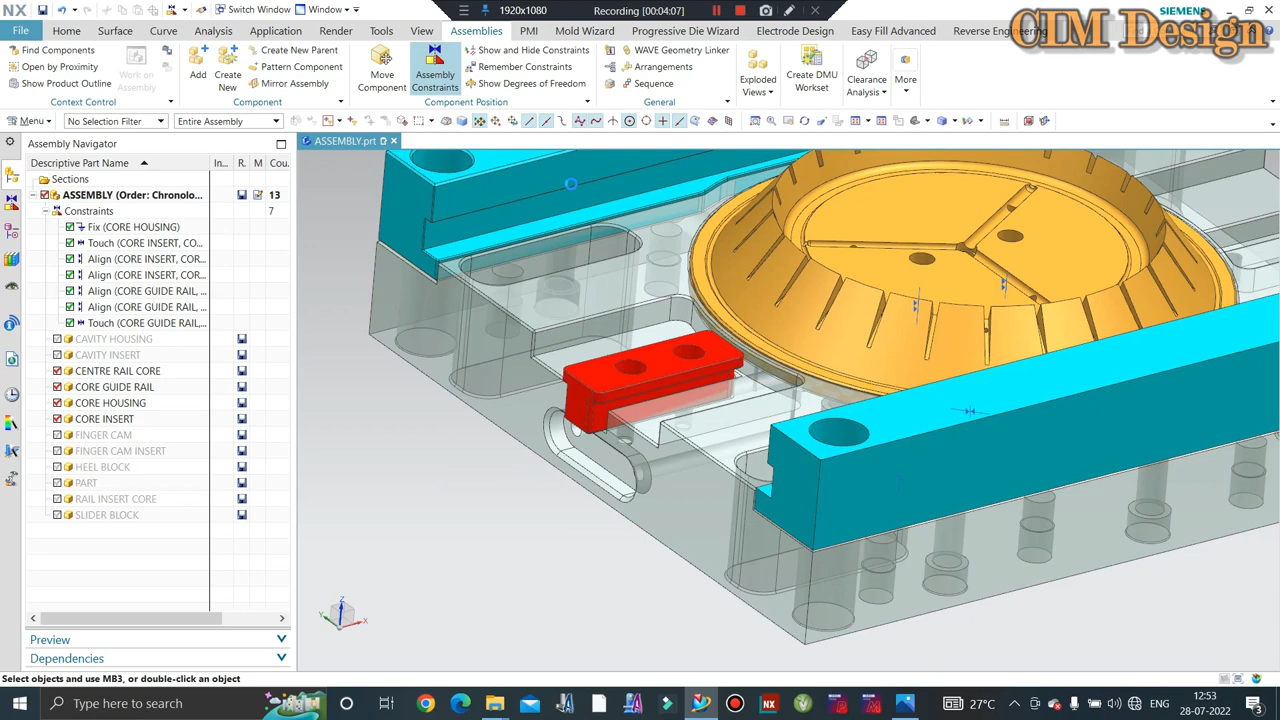 NX
Switch Window
Window
1920x1080
Recording [00:04:07]
SIEMENS
CIM Design
File
Home
Surface
Curve
Analysis
Application
Render
Tools
View
Assemblies
PMI
Mold Wizard
Progressive Die Wizard
Electrode Design
Easy Fill Advanced
Reverse Engineering
Find Components
Open by Proximity
Show Product Outline
Work on
Assembly
Context Control
Add
Create
New
Create New Parent
Pattern Component
Mirror Assembly
Component
Move
Component
Assembly
Constraints
Show and Hide Constraints
Remember Constraints
Show Degrees of Freedom
Component Position
WAVE Geometry Linker
Arrangements
Sequence
General
Exploded
Views
Create DMU
Workset
Clearance
Analysis
More
Menu
No Selection Filter
Entire Assembly
Assembly Navigator
ASSEMBLY.prt
Descriptive Part Name
In...
R.
M
Cou.
Sections
ASSEMBLY (Order: Chronolo...
13
Constraints
7
Fix (CORE HOUSING)
Touch (CORE INSERT, CO...
Align (CORE INSERT, COR...
Align (CORE INSERT, COR...
Align (CORE GUIDE RAIL, ...
Align (CORE GUIDE RAIL, ...
Touch (CORE GUIDE RAIL, ...
CAVITY HOUSING
CAVITY INSERT
CENTRE RAIL CORE
CORE GUIDE RAIL
CORE HOUSING
CORE INSERT
FINGER CAM
FINGER CAM INSERT
HEEL BLOCK
PART
RAIL INSERT CORE
SLIDER BLOCK
Z
Y
X
Preview
Dependencies
Select objects and use MB3, or double-click an object
Type here to search
27°C
ENG
12:53
28-07-2022
3